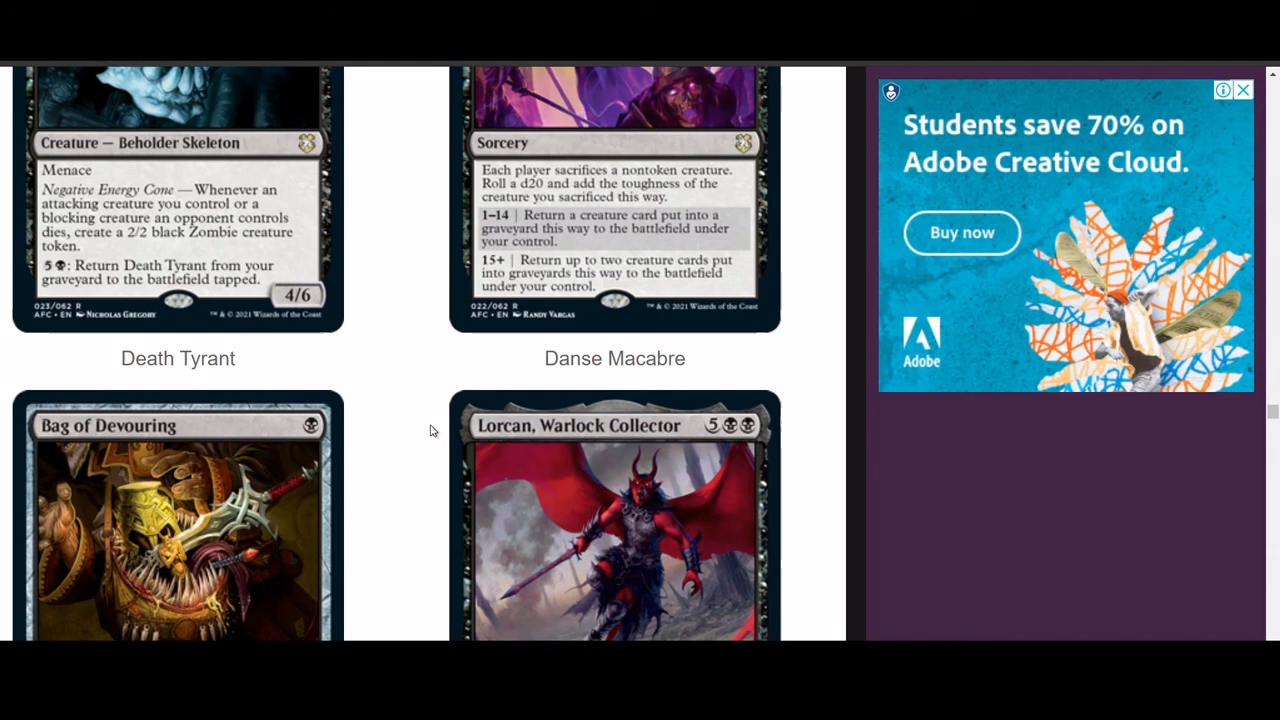 Creature — Beholder Skeleton
Menace
Negative Energy Cone — Whenever an
attacking creature you control or a
blocking creature an opponent controls
dies, create a 2/2 black Zombie creature
token.
5: Return Death Tyrant from your
graveyard to the battlefield tapped.
4/6
023/062 R
AFC • EN Nicholas Gregory
™ & © 2021 Wizards of the Coast
Death Tyrant
Sorcery
Each player sacrifices a nontoken creature.
Roll a d20 and add the toughness of the
creature you sacrificed this way.
1–14 | Return a creature card put into a
graveyard this way to the battlefield under
your control.
15+ | Return up to two creature cards put
into graveyards this way to the battlefield
under your control.
022/062 R
AFC • EN Randy Vargas
™ & © 2021 Wizards of the Coast
Danse Macabre
Bag of Devouring
Lorcan, Warlock Collector 5
Students save 70% on
Adobe Creative Cloud.
Buy now
Adobe